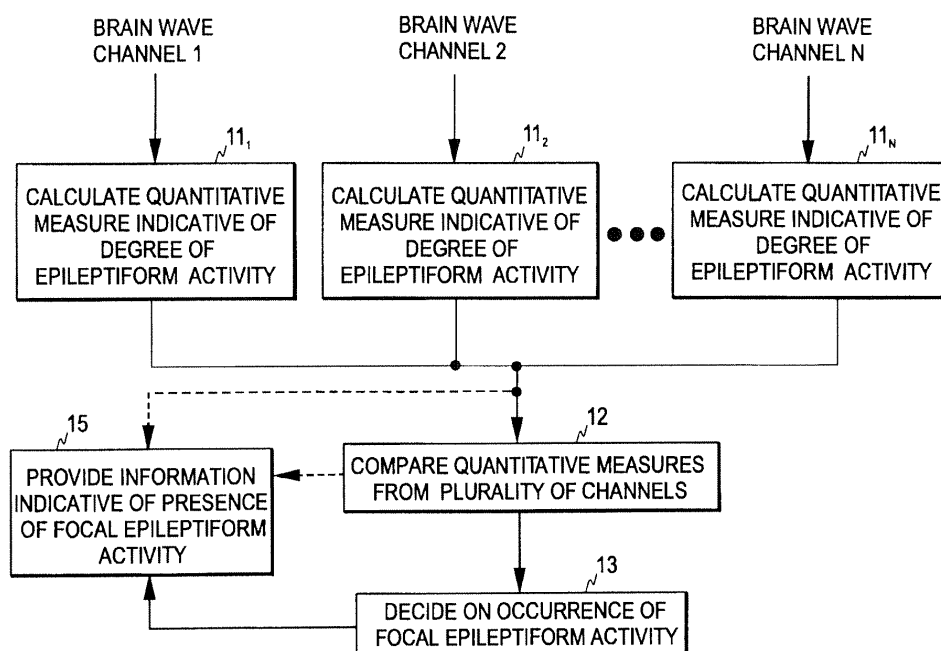 BRAIN WAVE
CHANNEL 1
BRAIN WAVE
CHANNEL 2
BRAIN WAVE
CHANNEL N
11₁
11₂
11ₙ
CALCULATE QUANTITATIVE
MEASURE INDICATIVE OF
DEGREE OF
EPILEPTIFORM ACTIVITY
CALCULATE QUANTITATIVE
MEASURE INDICATIVE OF
DEGREE OF
EPILEPTIFORM ACTIVITY
CALCULATE QUANTITATIVE
MEASURE INDICATIVE OF
DEGREE OF
EPILEPTIFORM ACTIVITY
15
PROVIDE INFORMATION
INDICATIVE OF PRESENCE
OF FOCAL EPILEPTIFORM
ACTIVITY
12
COMPARE QUANTITATIVE MEASURES
FROM PLURALITY OF CHANNELS
13
DECIDE ON OCCURRENCE OF
FOCAL EPILEPTIFORM ACTIVITY